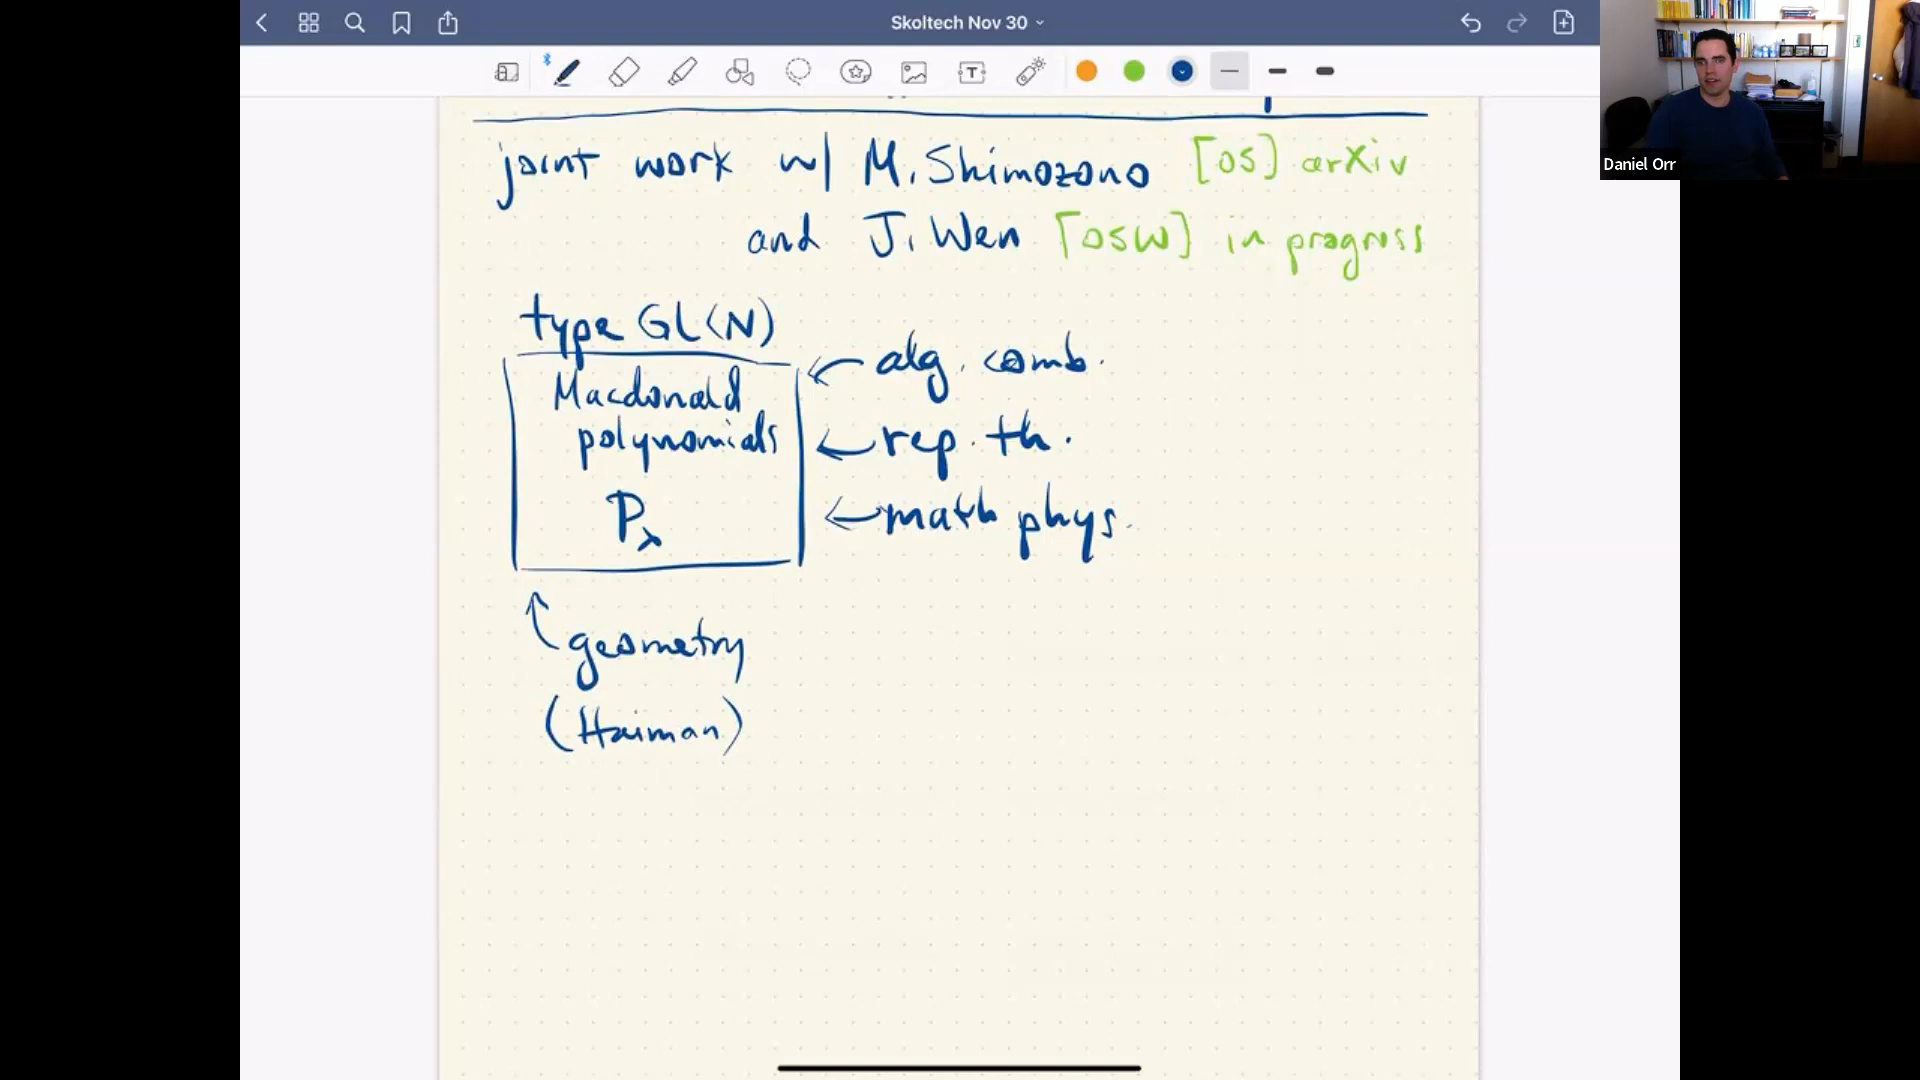 Skoltech Nov 30
joint work w/ M. Shimozono [OS] arXiv
and J. Wen [OSW] in progress
type GL(N)
Macdonald
polynomials
P_λ
← alg. comb.
← rep. th.
← math phys.
geometry
(Haiman)
Daniel Orr